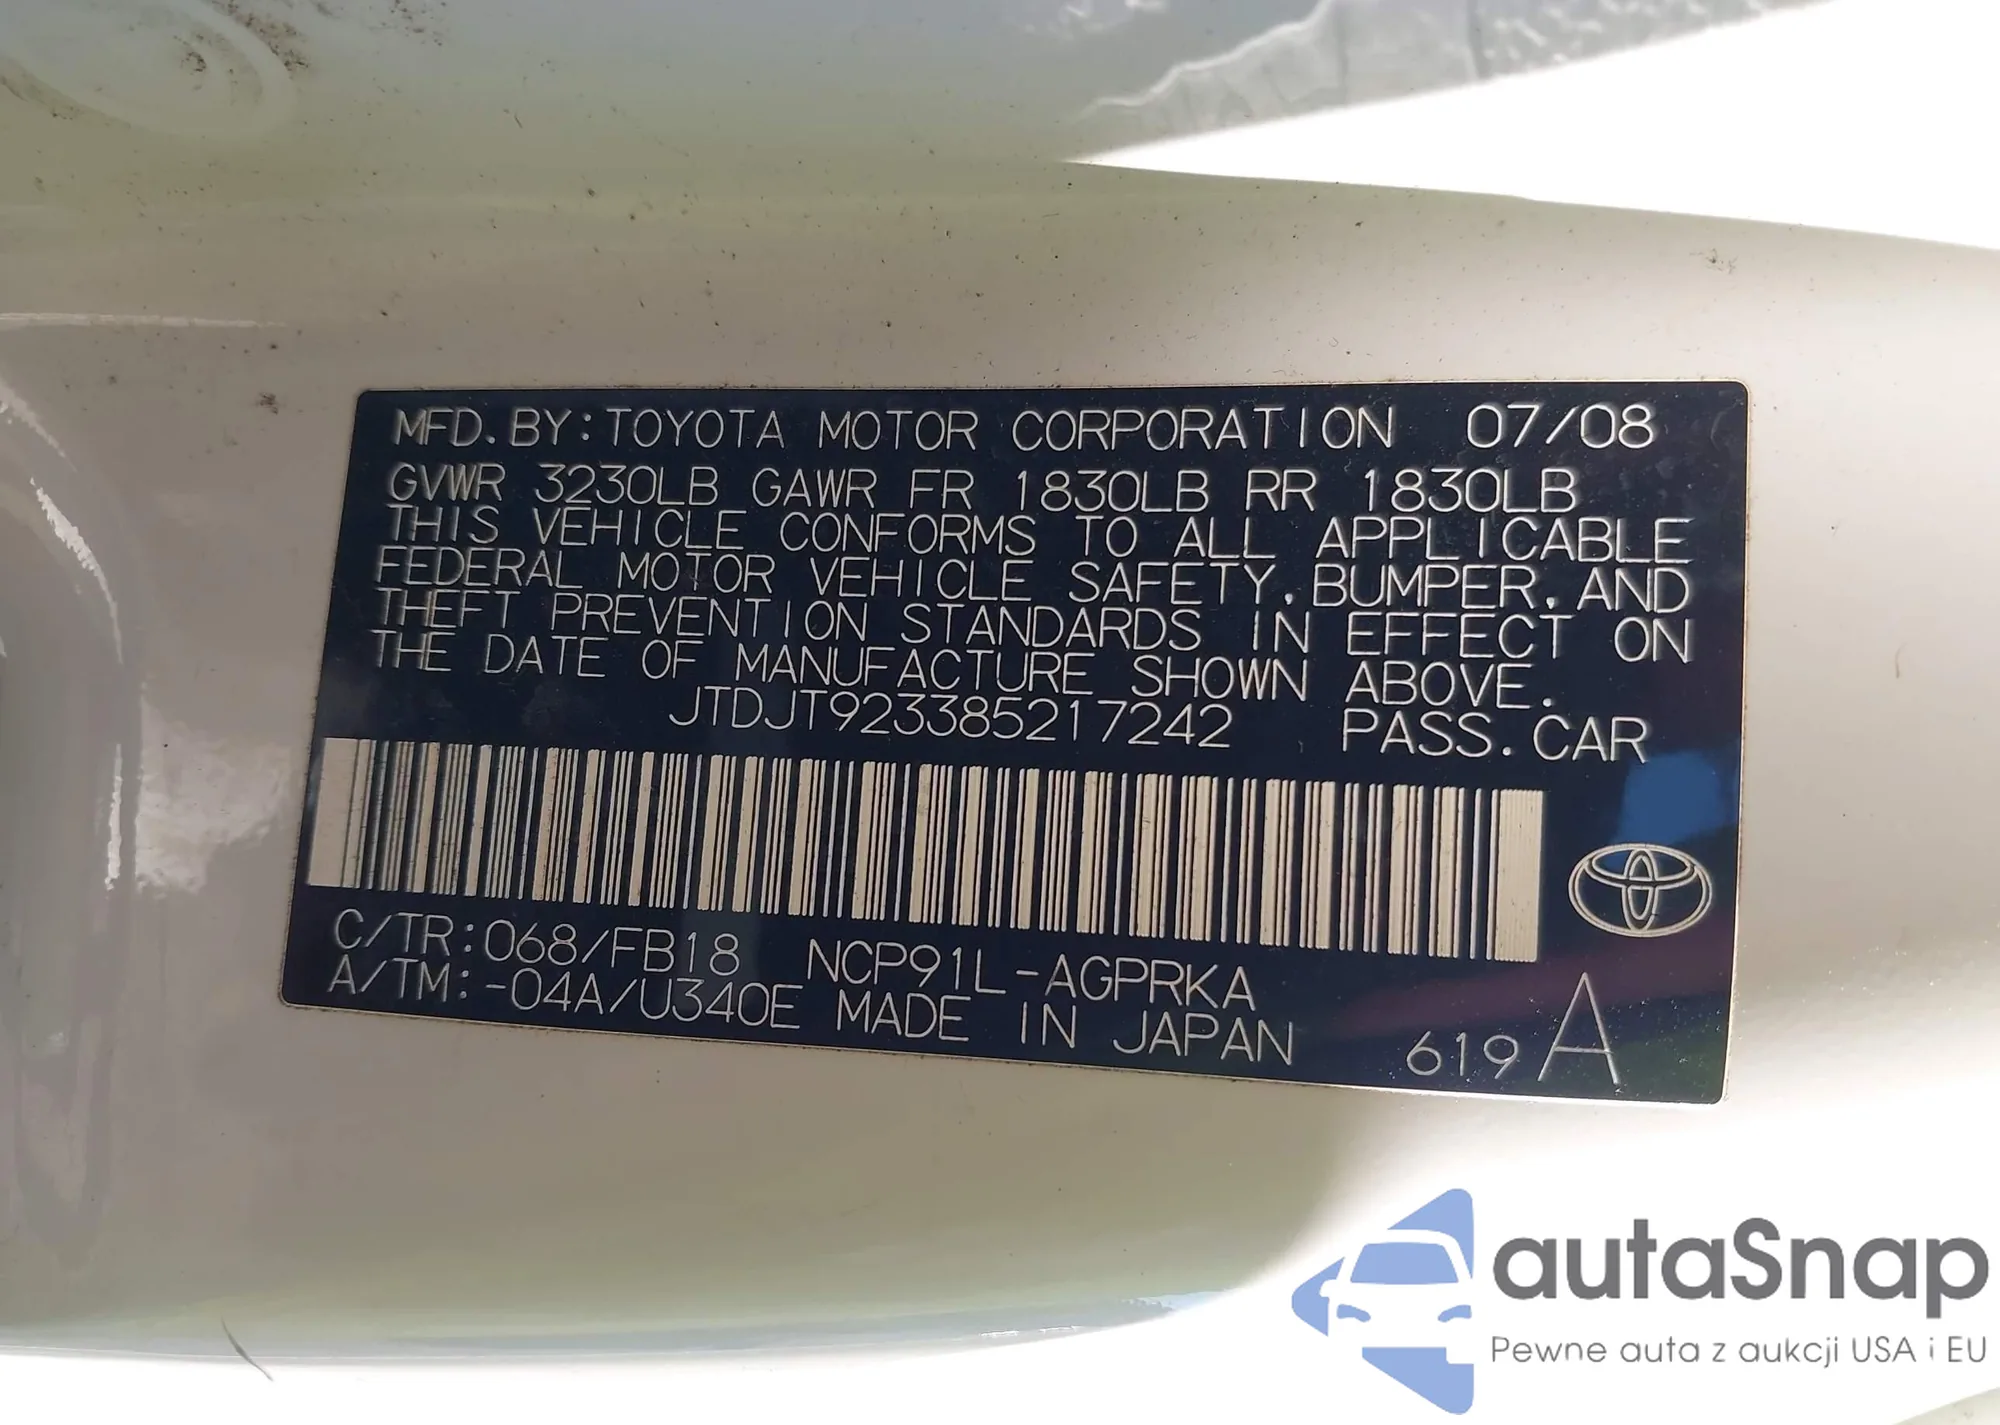 MFD. BY: TOYOTA MOTOR CORPORATION 07/08
GVWR 3230LB GAWR FR 1830LB RR 1830LB
THIS VEHICLE CONFORMS TO ALL APPLICABLE
FEDERAL MOTOR VEHICLE SAFETY, BUMPER, AND
THEFT PREVENTION STANDARDS IN EFFECT ON
THE DATE OF MANUFACTURE SHOWN ABOVE.
JTDJT923385217242 PASS. CAR
C/TR: 068/FB18 NCP91L-AGPRKA
A/TM: -04A/U340E MADE IN JAPAN 619 A
autaSnap
Pewne auta z aukcji USA i EU